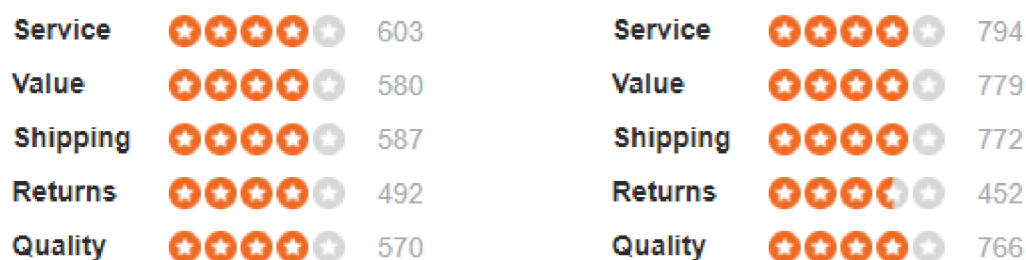 Service 603
Value 580
Shipping 587
Returns 492
Quality 570
Service 794
Value 779
Shipping 772
Returns 452
Quality 766